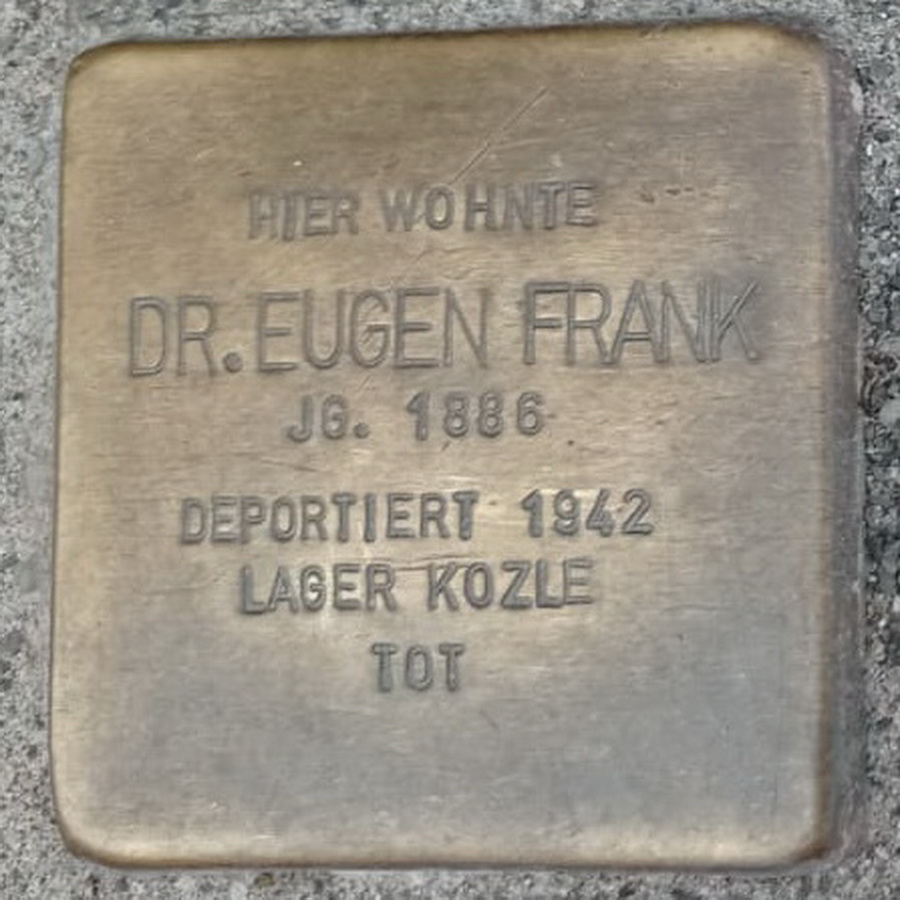 HIER WOHNTE
DR. EUGEN FRANK
JG. 1886
DEPORTIERT 1942
LAGER KOZLE
TOT